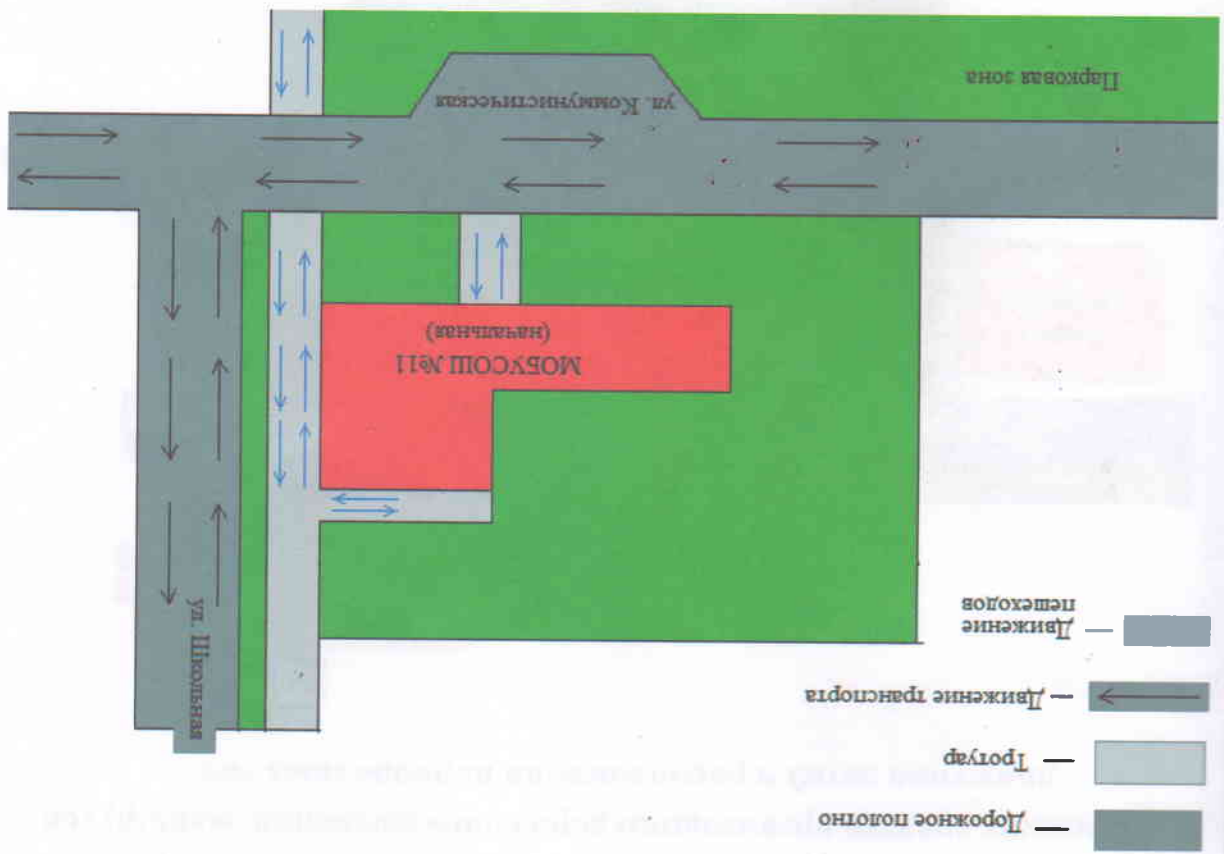 Дорожное полотно
Тротуар
Движение транспорта
Движение
пешеходов
ул. Школьная
МОБУСОШ №11
(начальная)
ул. Коммунистическая
Парковая зона